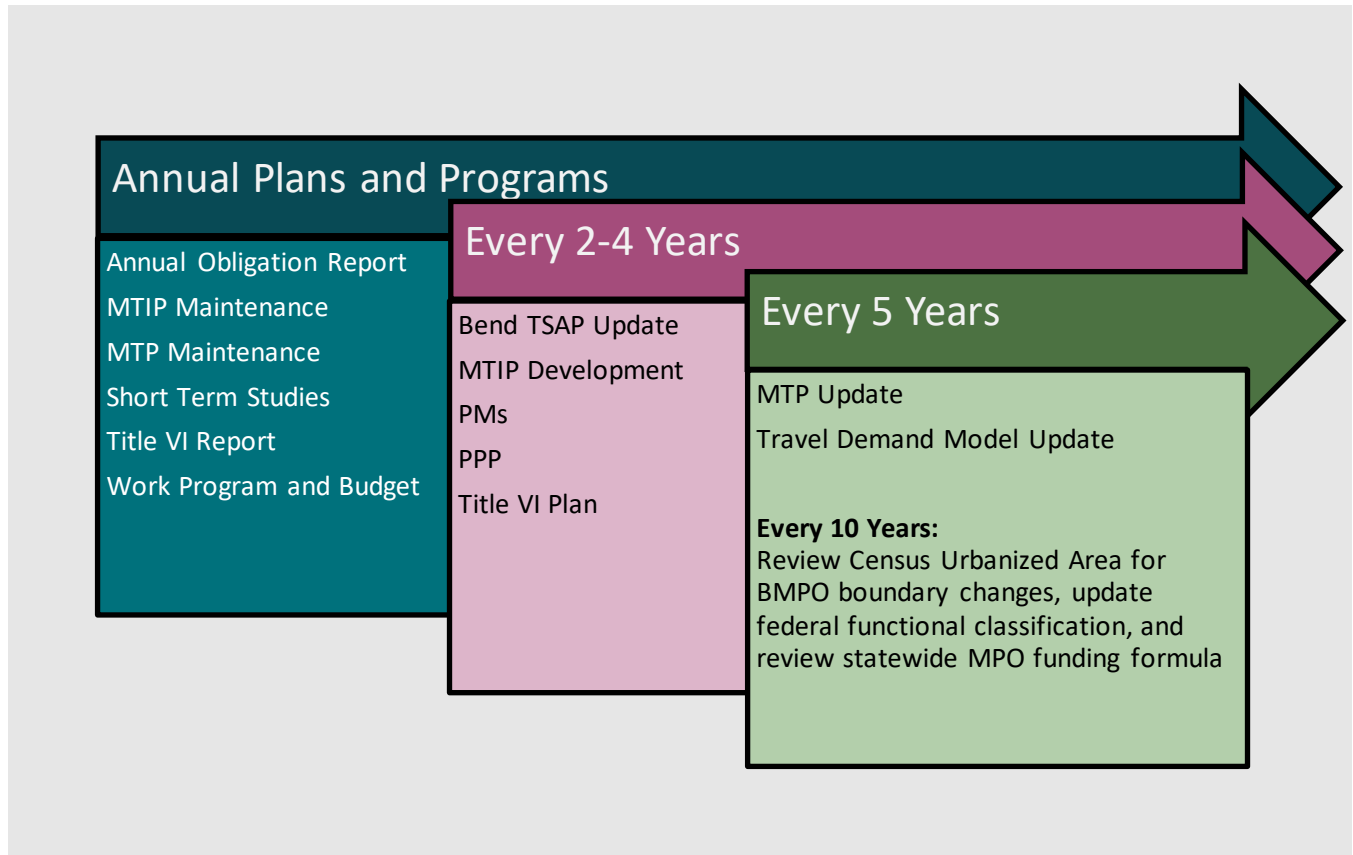 Annual Plans and Programs
Annual Obligation Report
MTIP Maintenance
MTP Maintenance
Short Term Studies
Title VI Report
Work Program and Budget
Every 2-4 Years
Bend TSAP Update
MTIP Development
PMs
PPP
Title VI Plan
Every 5 Years
MTP Update
Travel Demand Model Update
Every 10 Years:
Review Census Urbanized Area for
BMPO boundary changes, update
federal functional classification, and
review statewide MPO funding formula